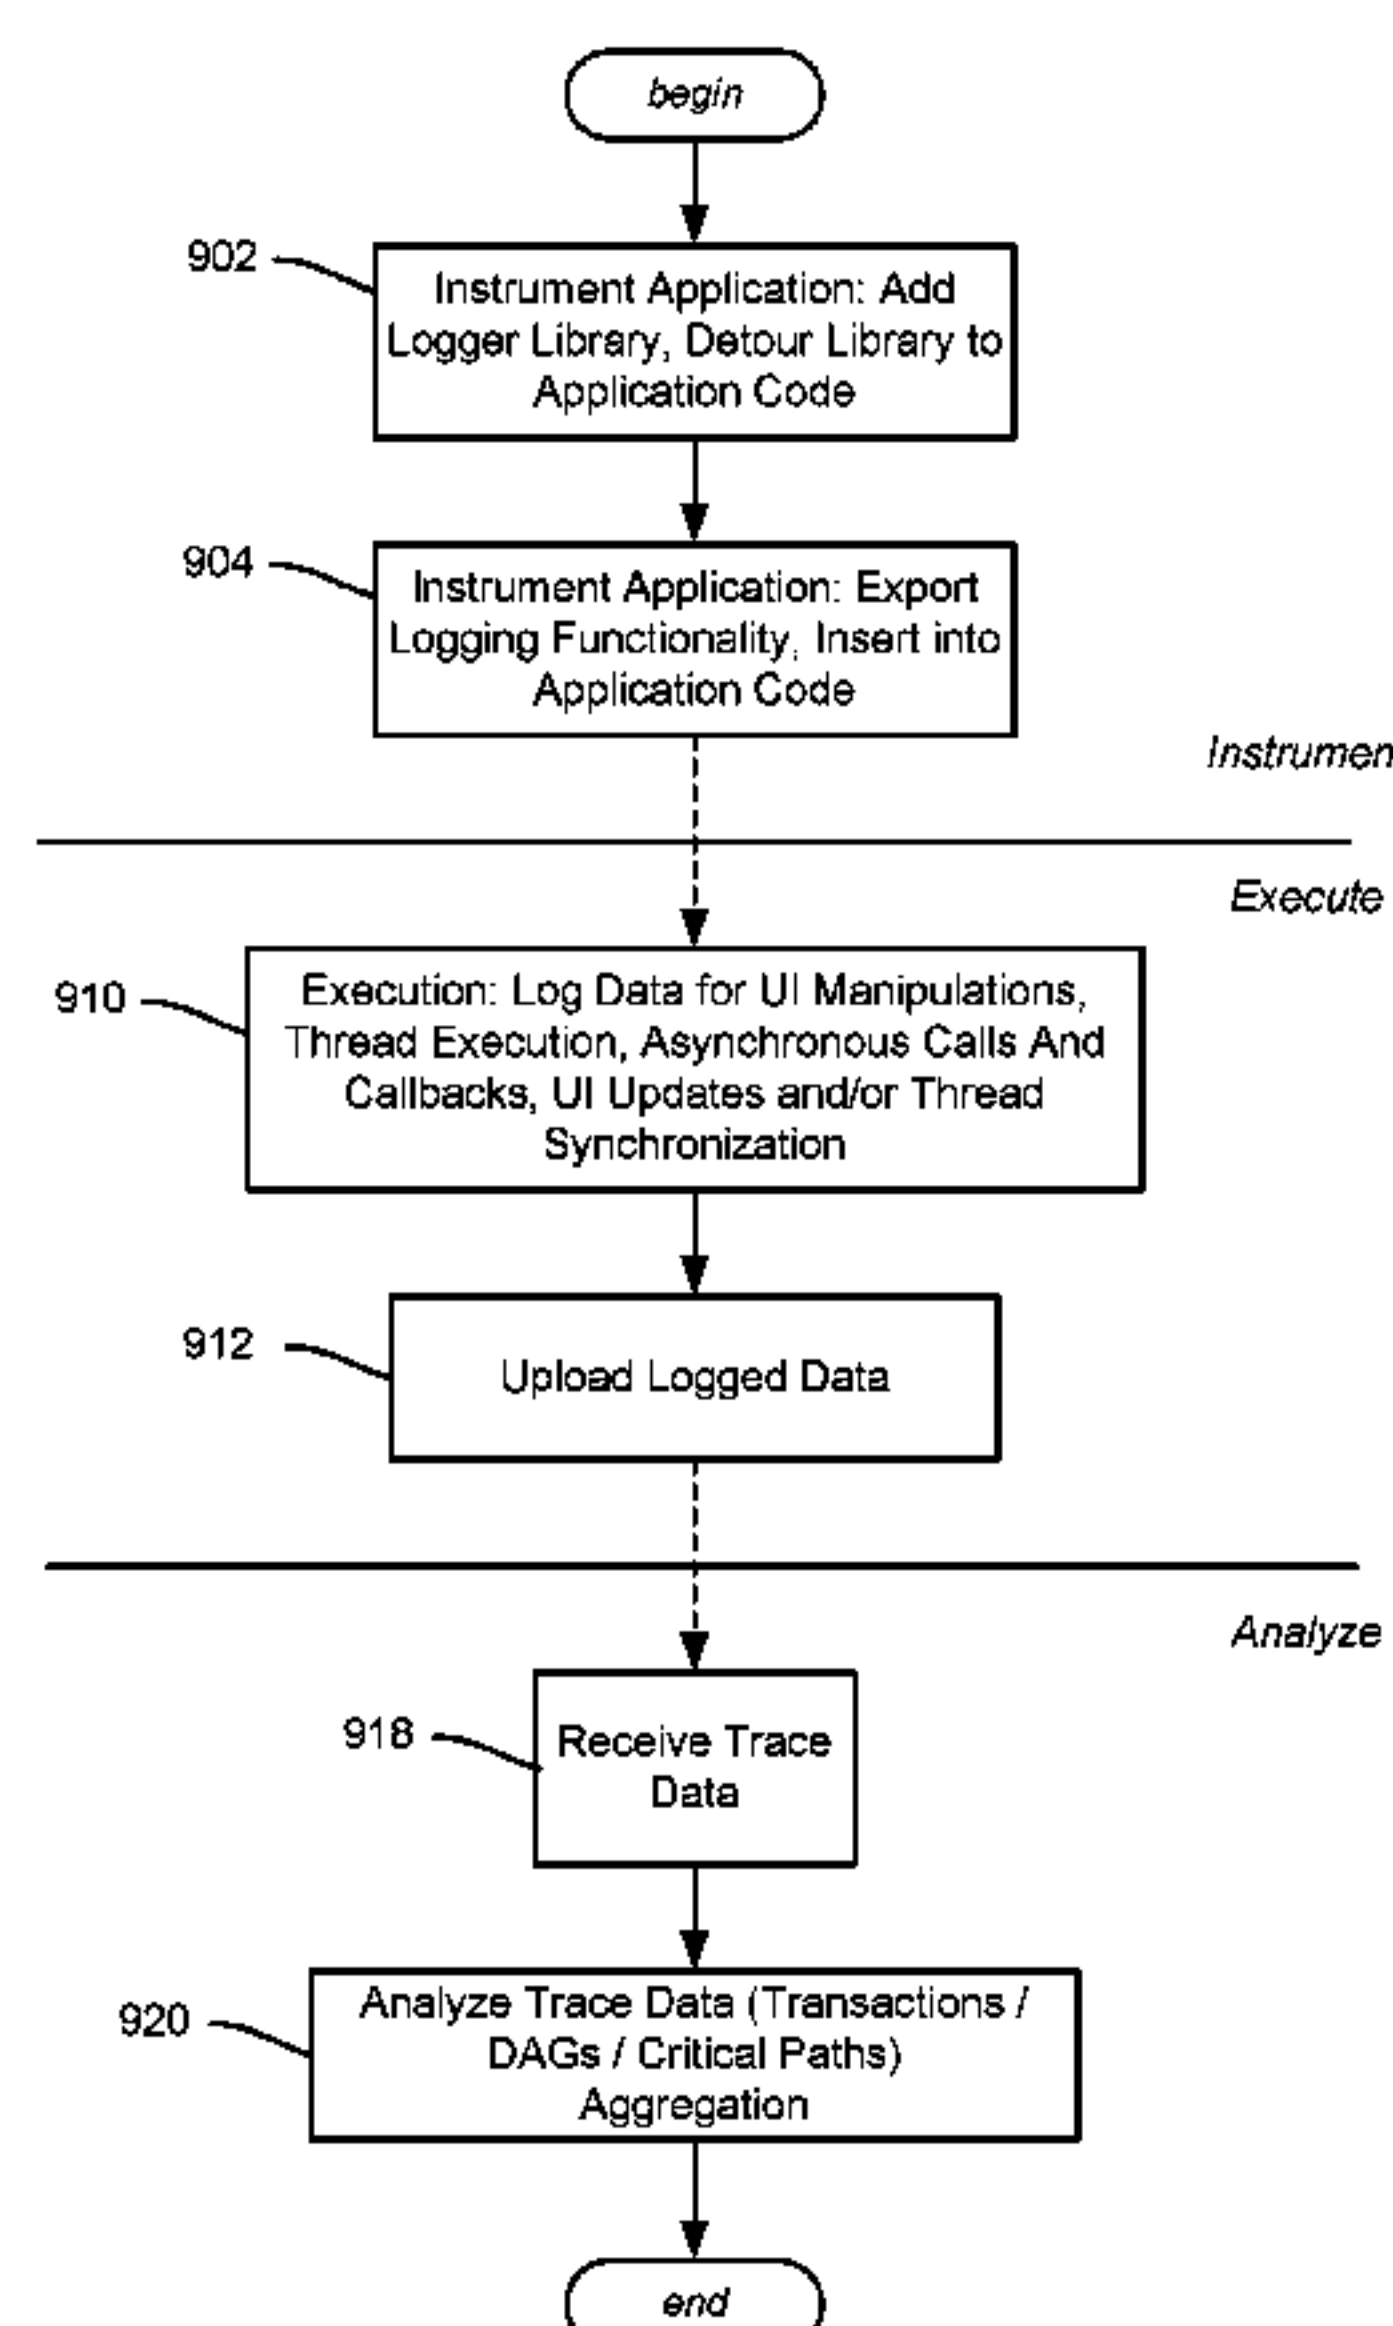 begin
902
Instrument Application: Add
Logger Library, Detour Library to
Application Code
904
Instrument Application: Export
Logging Functionality, Insert into
Application Code
Instrumen
Execute
910
Execution: Log Data for UI Manipulations,
Thread Execution, Asynchronous Calls And
Callbacks, UI Updates and/or Thread
Synchronization
912
Upload Logged Data
Analyze
918
Receive Trace
Data
920
Analyze Trace Data (Transactions /
DAGs / Critical Paths)
Aggregation
end